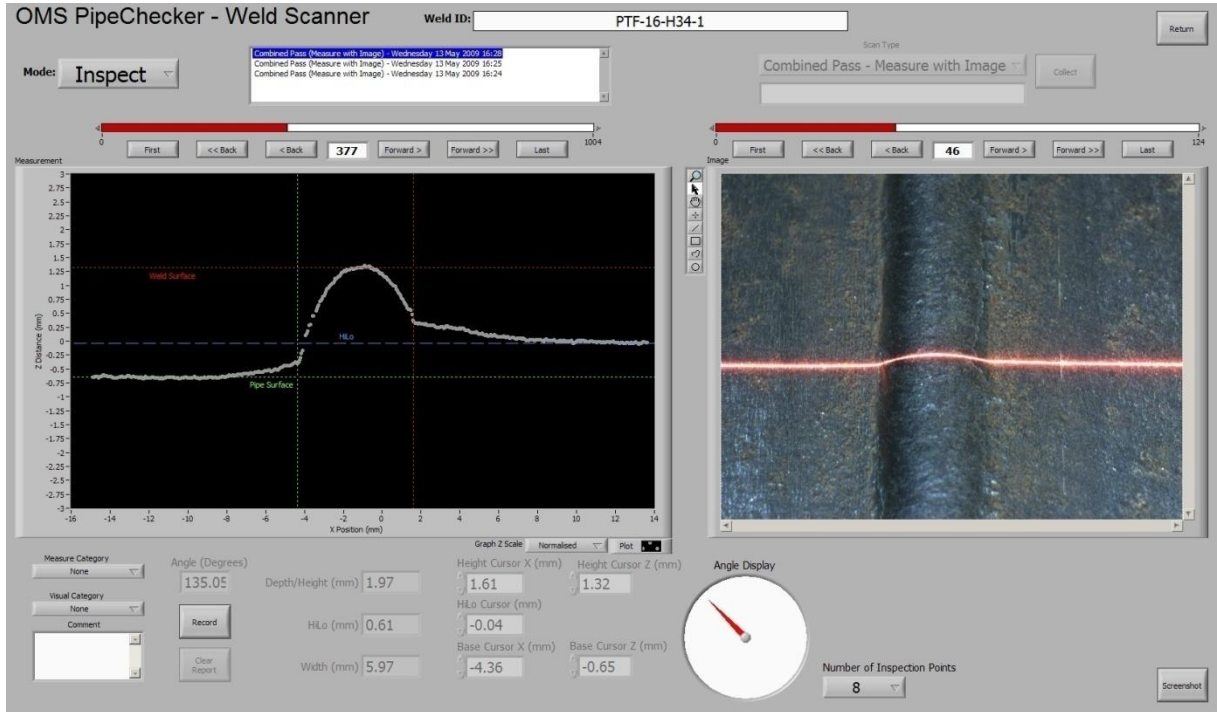 OMS PipeChecker - Weld Scanner
Weld ID: PTF-16-H34-1
Return
Mode: Inspect
Combined Pass (Measure with Image) - Wednesday 13 May 2009 16:28
Combined Pass (Measure with Image) - Wednesday 13 May 2009 16:25
Combined Pass (Measure with Image) - Wednesday 13 May 2009 16:24
Scan Type
Combined Pass - Measure with Image
Collect
0 1004
First << Back < Back 377 Forward > Forward >> Last
0 124
First << Back < Back 46 Forward > Forward >> Last
Measurement
Image
3
2.75
2.5
2.25
2
1.75
1.5
1.25
1
0.75
0.5
0.25
0
-0.25
-0.5
-0.75
-1
-1.25
-1.5
-1.75
-2
-2.25
-2.5
-2.75
-3
Z Distance (mm)
Weld Surface
HiLo
Pipe Surface
-16 -14 -12 -10 -8 -6 -4 -2 0 2 4 6 8 10 12 14
X Position (mm)
Graph Z Scale Normalised Plot
Measure Category
None
Visual Category
None
Comment
Angle (Degrees)
135.05
Record
Clear
Report
Depth/Height (mm) 1.97
HiLo (mm) 0.61
Width (mm) 5.97
Height Cursor X (mm) Height Cursor Z (mm)
1.61 1.32
HiLo Cursor (mm)
-0.04
Base Cursor X (mm) Base Cursor Z (mm)
-4.36 -0.65
Angle Display
Number of Inspection Points
8
Screenshot